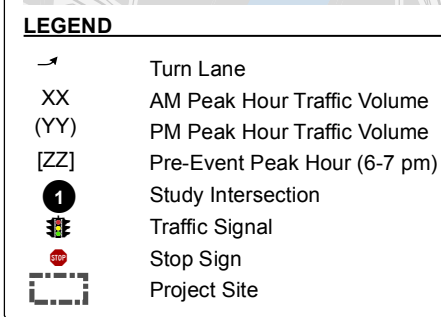 LEGEND
Turn Lane
XX AM Peak Hour Traffic Volume
(YY) PM Peak Hour Traffic Volume
[ZZ] Pre-Event Peak Hour (6-7 pm)
1 Study Intersection
Traffic Signal
STOP Stop Sign
Project Site